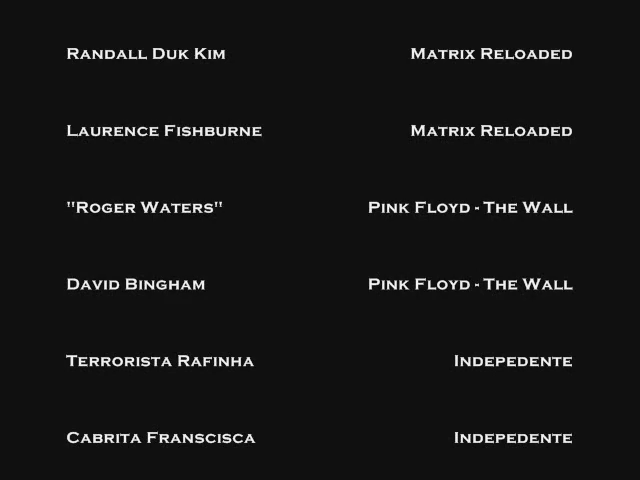 Randall Duk Kim Matrix Reloaded
Laurence Fishburne Matrix Reloaded
"Roger Waters" Pink Floyd - The Wall
David Bingham Pink Floyd - The Wall
Terrorista Rafinha Indepedente
Cabrita Franscisca Indepedente